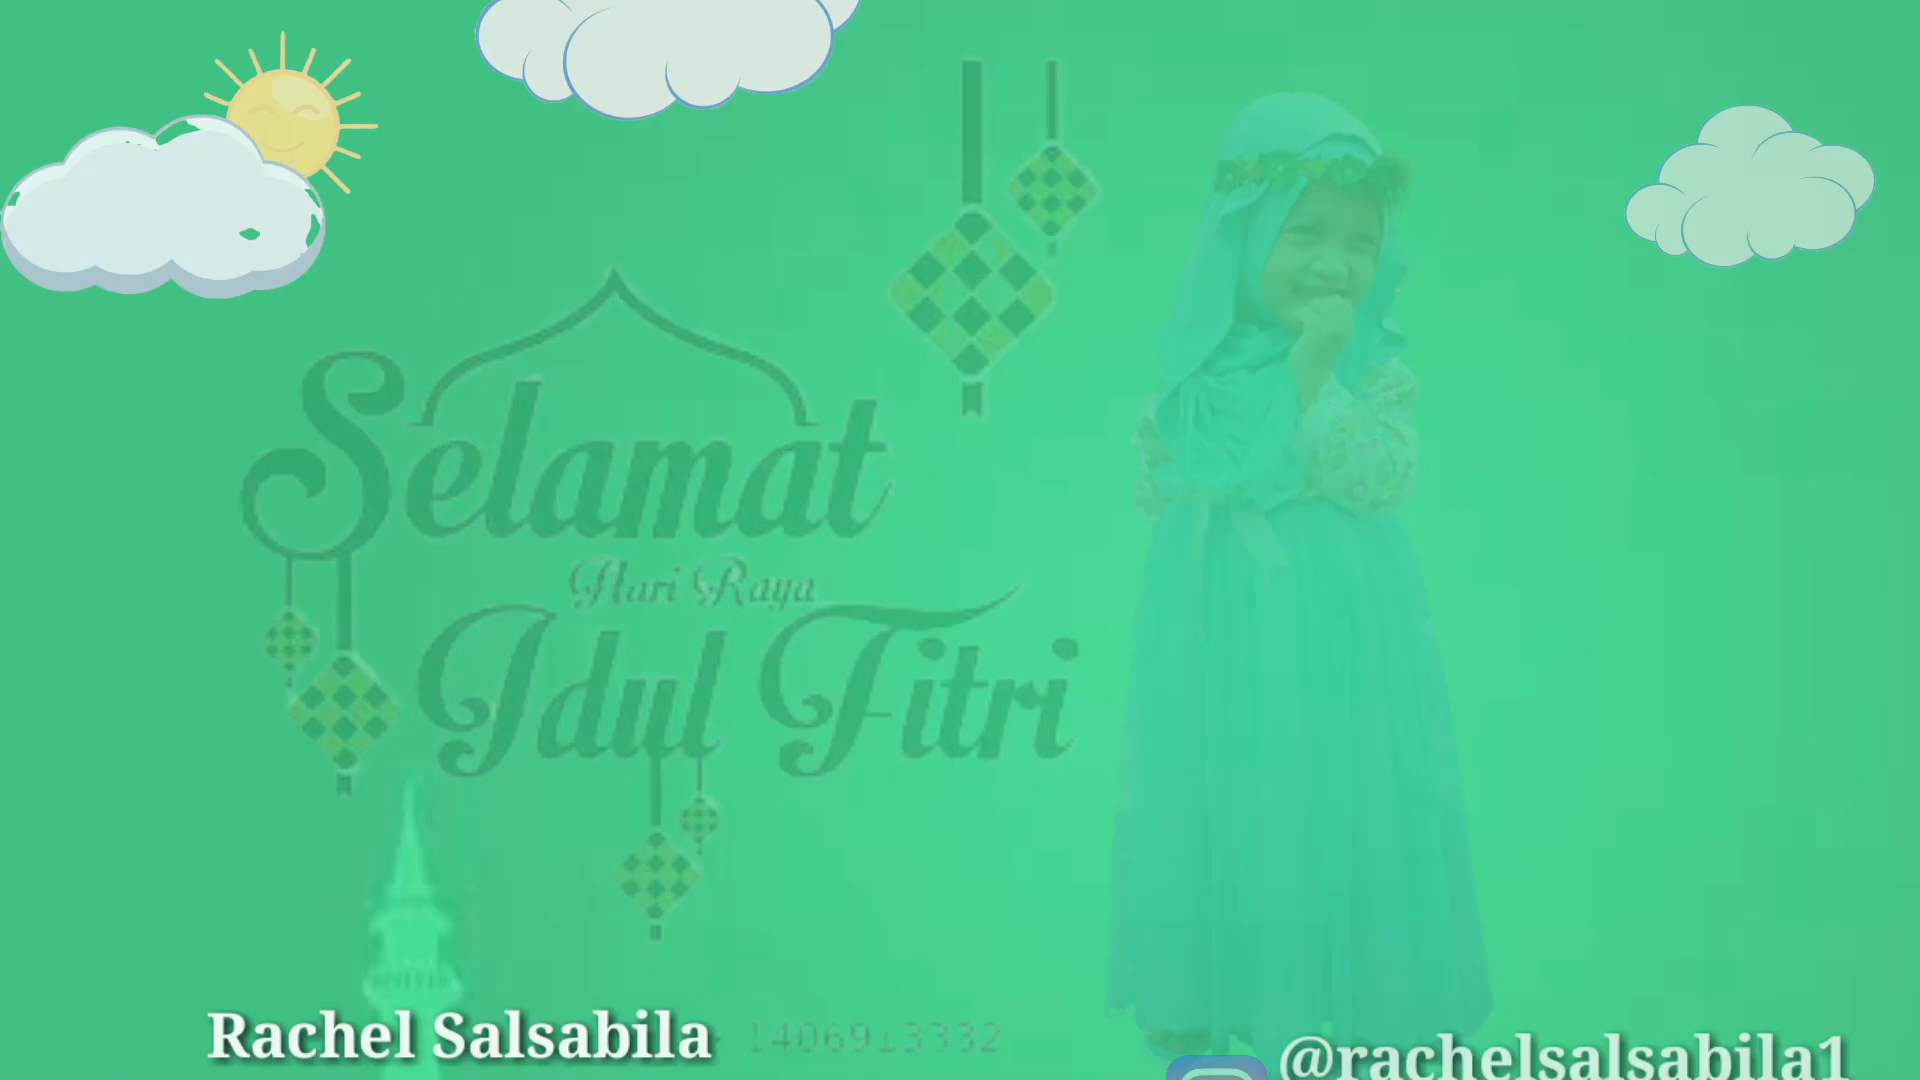 Selamat
Hari Raya
Idul Fitri
Rachel Salsabila
@rachelsalsabila1